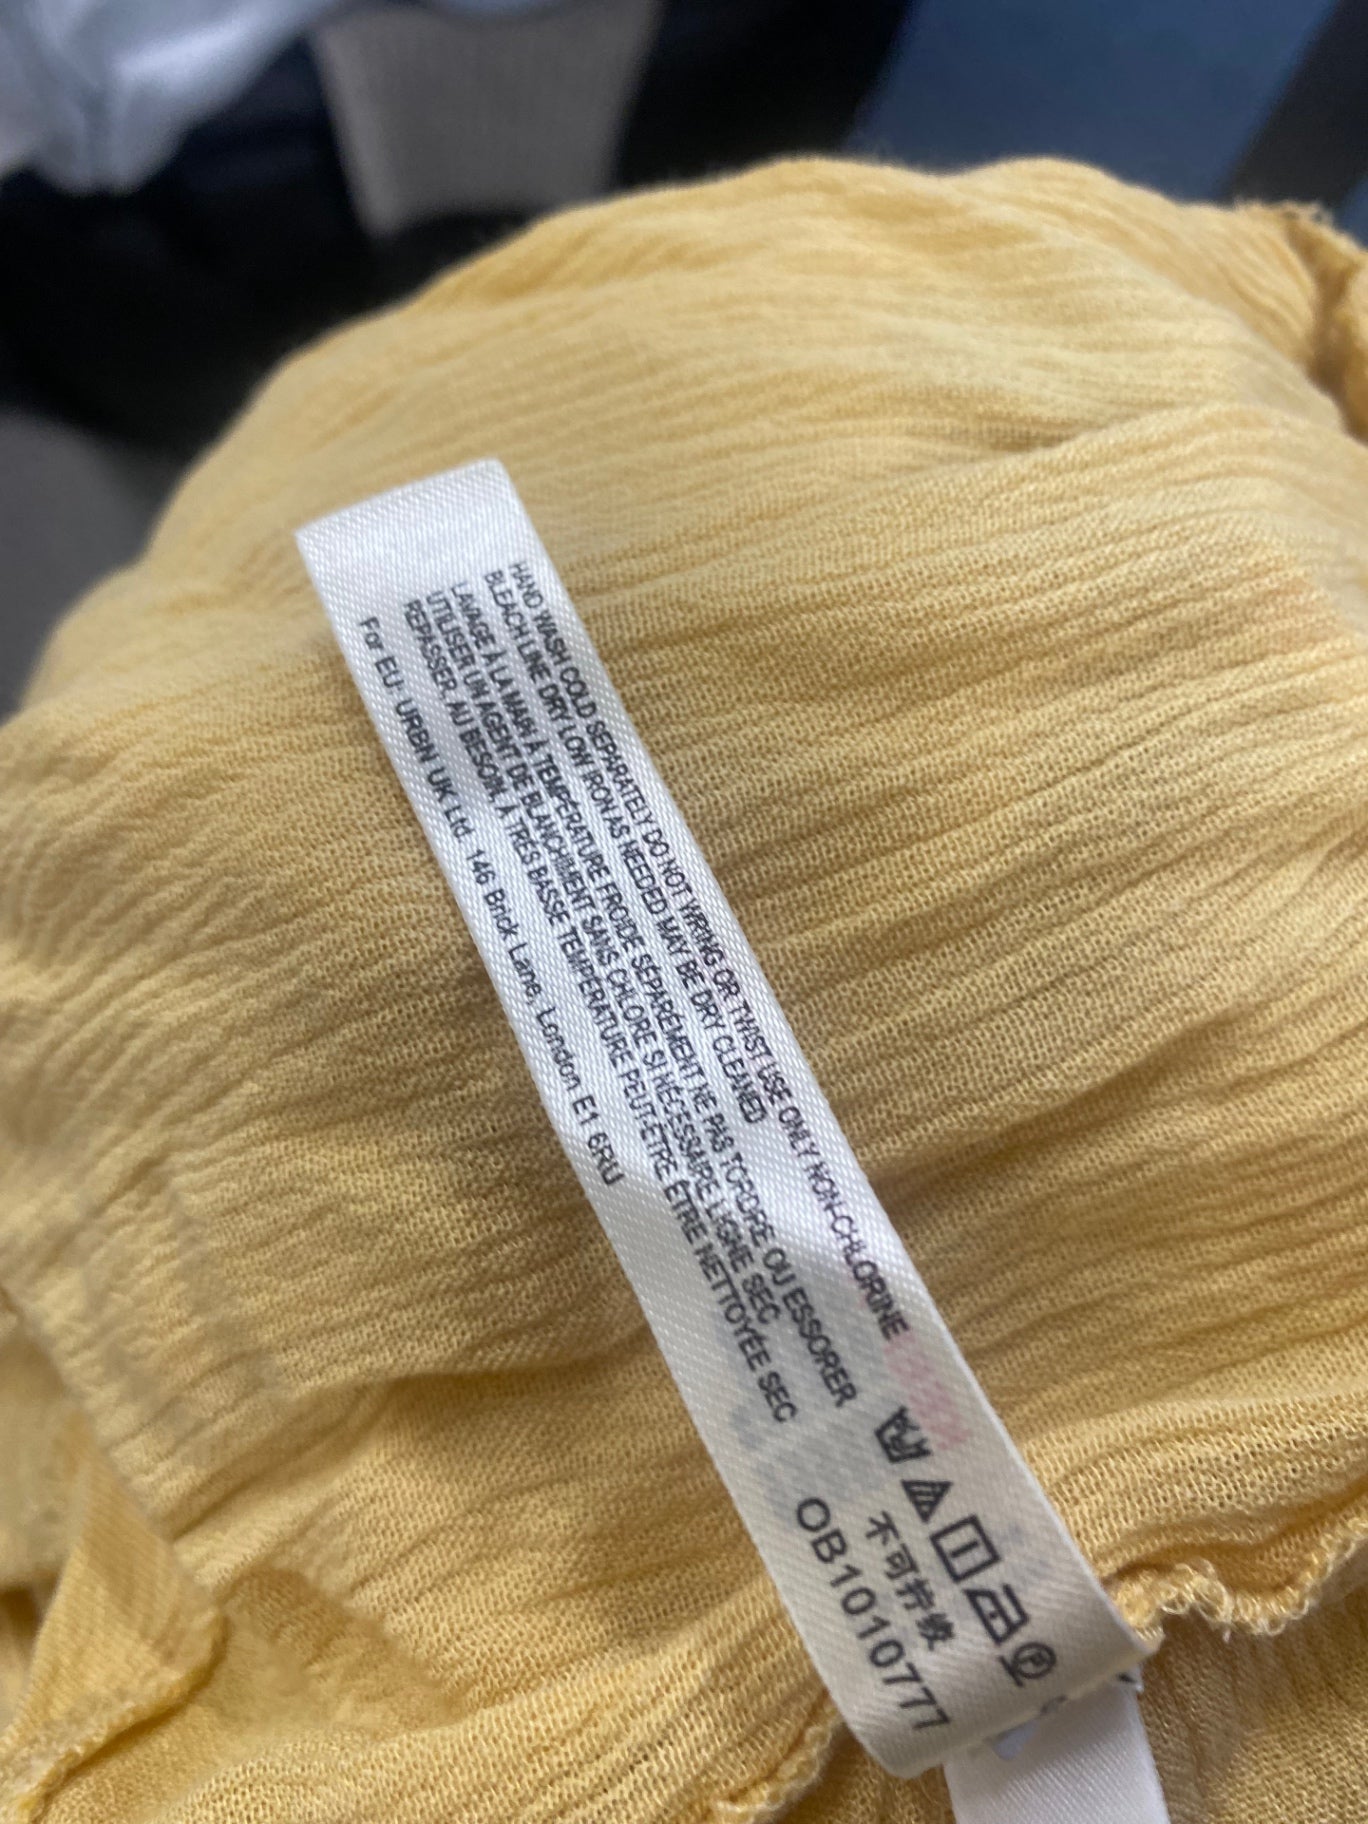 HAND WASH COLD SEPARATELY DO NOT WRING OR TWIST USE ONLY NON-CHLORINE
BLEACH LINE DRY LOW IRON AS NEEDED MAY BE DRY CLEANED
LAVAGE À LA MAIN À TEMPÉRATURE FROIDE SÉPARÉMENT NE PAS TORDRE OU ESSORER
UTILISER UN AGENT DE BLANCHIMENT SANS CHLORE SI NÉCESSAIRE LIGNE SEC
REPASSER, AU BESOIN, À TRÈS BASSE TEMPÉRATURE PEUT-ÊTRE ÊTRE NETTOYÉE SEC
For EU: URBN UK Ltd. 146 Brick Lane, London E1 6RU
不可拧绞
OB1010777